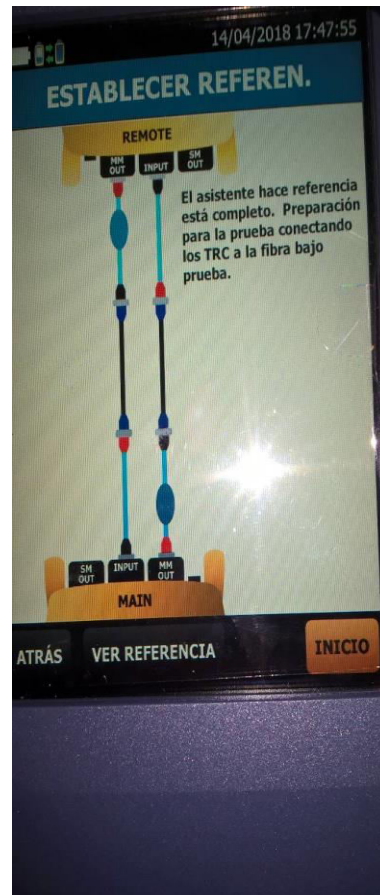 14/04/2018 17:47:55
ESTABLECER REFEREN.
REMOTE
MM OUT
INPUT
SM OUT
El asistente hace referencia
está completo. Preparación
para la prueba conectando
los TRC a la fibra bajo
prueba.
SM OUT
INPUT
MM OUT
MAIN
ATRÁS
VER REFERENCIA
INICIO